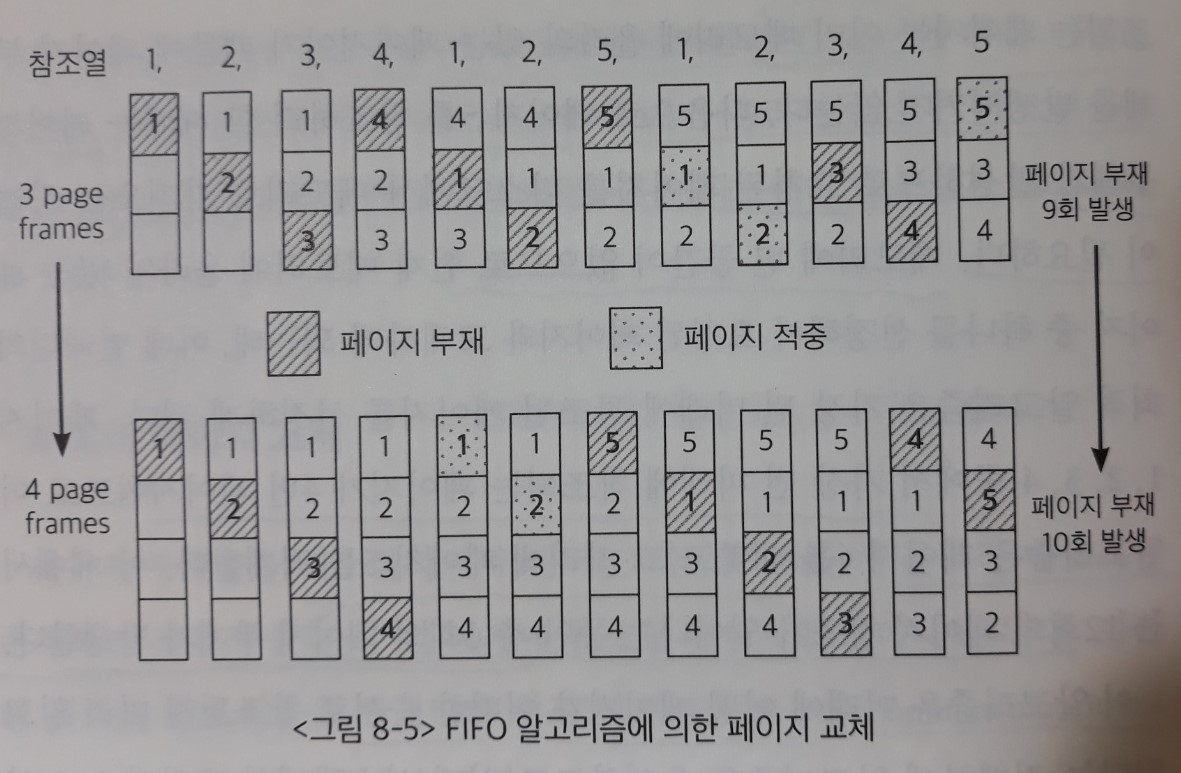 참조열 1, 2, 3, 4, 1, 2, 5, 1, 2, 3, 4, 5
1 1 1 4 4 4 5 5 5 5 5 5
2 2 2 1 1 1 1 1 3 3 3
3 3 3 2 2 2 2 2 4 4
3 page
frames
페이지 부재
9회 발생
페이지 부재 페이지 적중
1 1 1 1 1 1 5 5 5 5 4 4
2 2 2 2 2 2 1 1 1 1 5
3 3 3 3 3 3 2 2 2 3
4 4 4 4 4 4 3 3 2
4 page
frames
페이지 부재
10회 발생
<그림 8-5> FIFO 알고리즘에 의한 페이지 교체